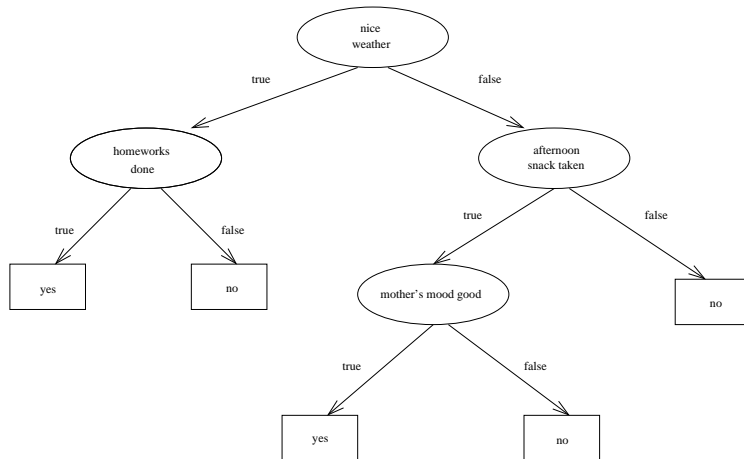 nice
weather
true
false
homeworks
done
afternoon
snack taken
true
false
true
false
yes
no
mother's mood good
no
true
false
yes
no